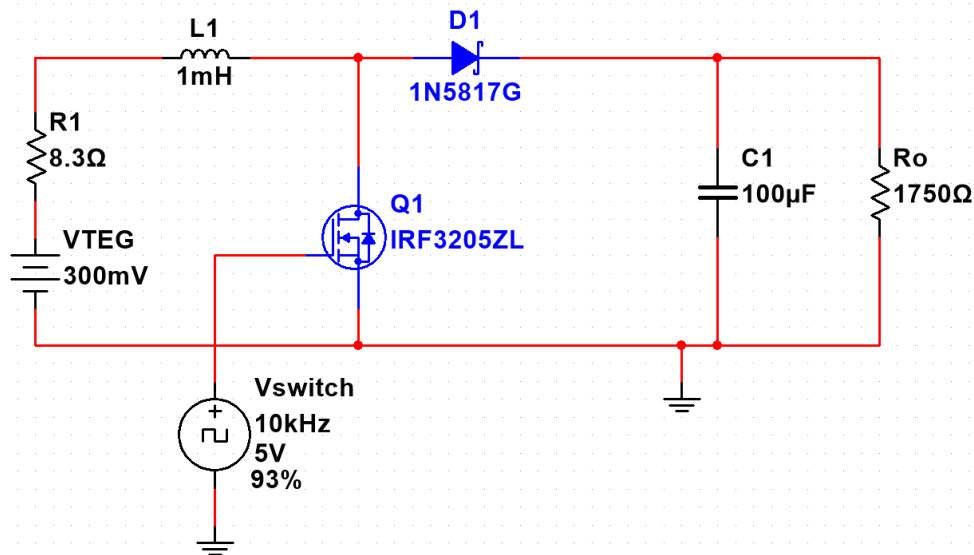 L1
1mH
D1
1N5817G
R1
8.3Ω
C1
100µF
Ro
1750Ω
Q1
IRF3205ZL
VTEG
300mV
Vswitch
10kHz
5V
93%